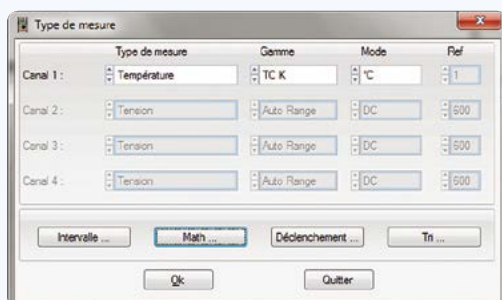 Type de mesure
Type de mesure Gamme Mode Ref
Canal 1 : Température TC K °C 1
Canal 2 : Tension Auto Range DC 600
Canal 3 : Tension Auto Range DC 600
Canal 4 : Tension Auto Range DC 600
Intervalle ... Math ... Déclenchement ... Tri ...
Ok Quitter